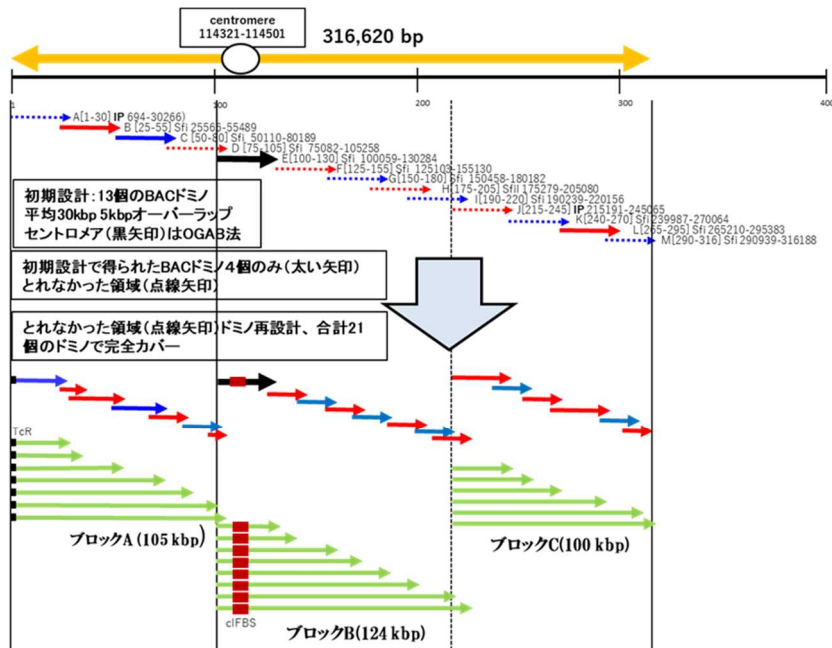 centromere
114321-114501
316,620 bp
1
100
200
300
400
A[1-30] IP 694-30266)
B [25-55] Sfi 25566-55489
C [50-80] Sfi 50110-80189
D [75-105] Sfi 75082-105258
E[100-130] Sfi 100059-130284
F[125-155] Sfi 125103-155130
G[150-180] Sfi 150458-180182
H[175-205] SfiI 175279-205080
I[190-220] Sfi 190239-220156
J[215-245] IP 215191-245065
K[240-270] Sfi 239987-270064
L[265-295] Sfi 265210-295383
M[290-316] Sfi 290939-316188
初期設計：13個のBACドミノ
平均30kbp 5kbpオーバーラップ
セントロメア（黒矢印）はOGAB法
初期設計で得られたBACドミノ4個のみ（太い矢印）
とれなかった領域（点線矢印）
とれなかった領域（点線矢印）ドミノ再設計、合計21
個のドミノで完全カバー
TcR
ブロックA (105 kbp)
ブロックC(100 kbp)
cIFBS
ブロックB(124 kbp)